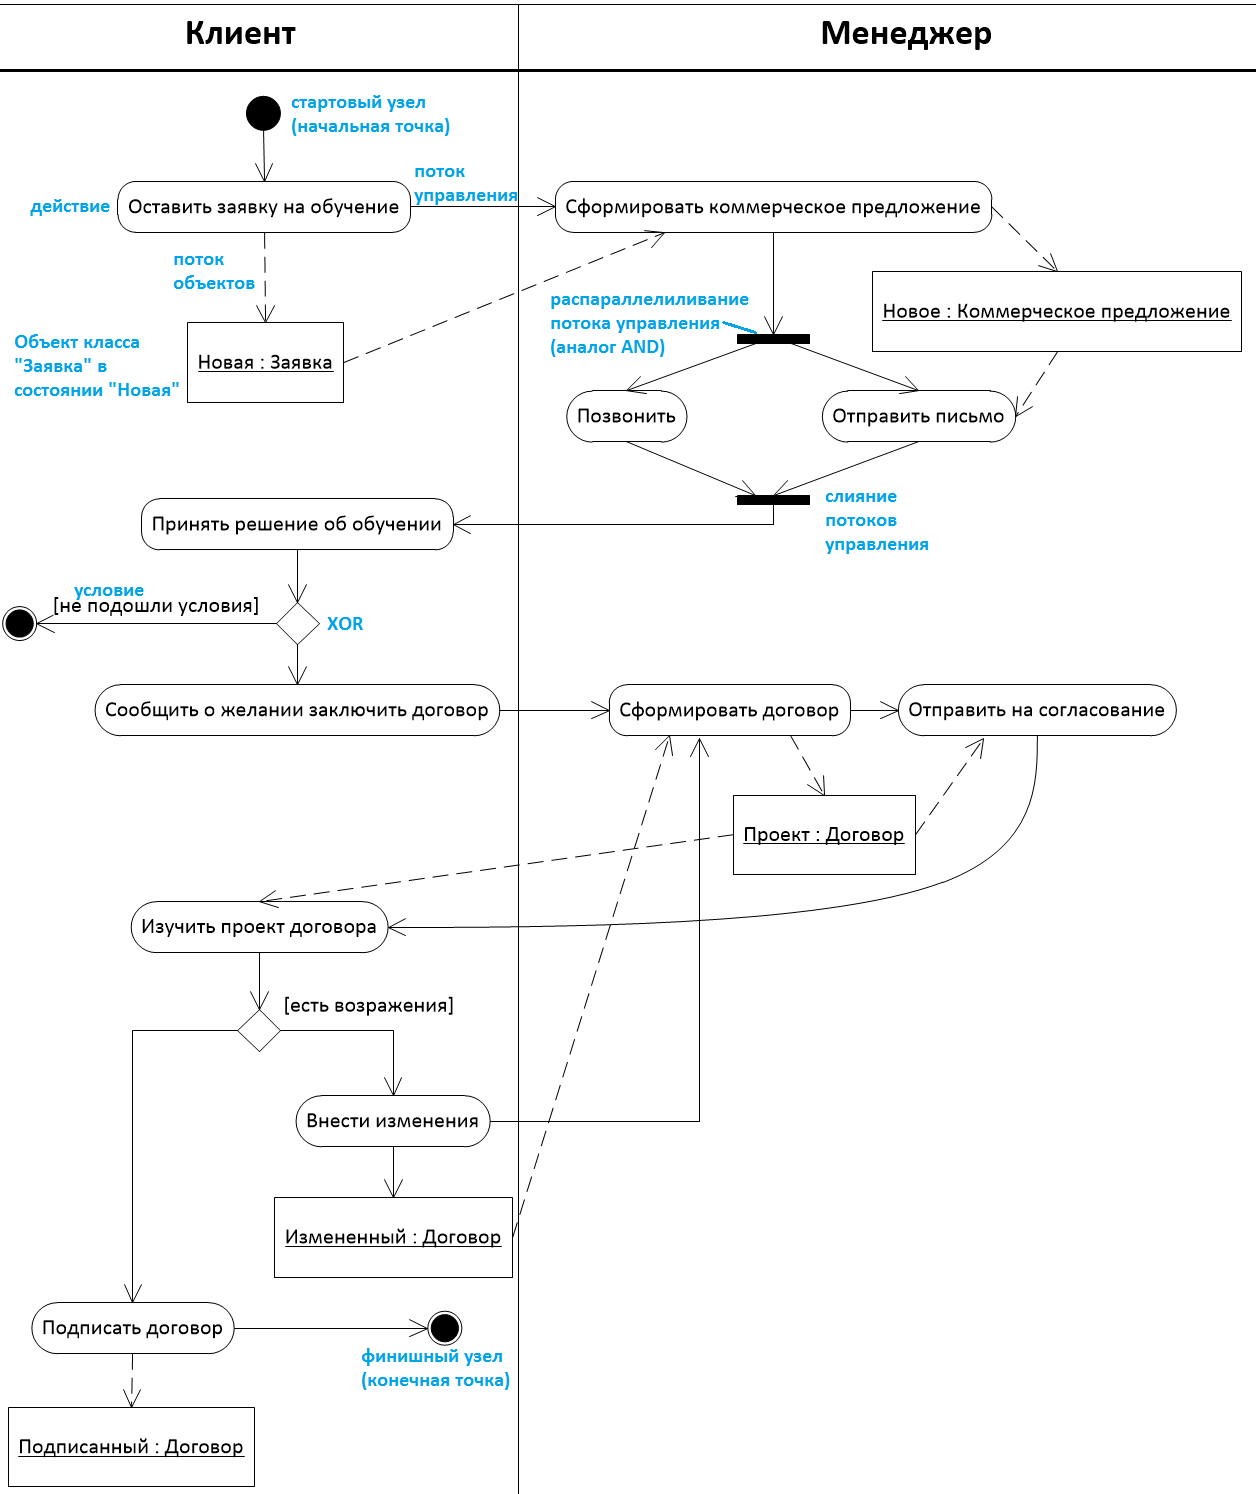 Клиент
Менеджер
стартовый узел
(начальная точка)
поток
управления
действие
Оставить заявку на обучение
Сформировать коммерческое предложение
поток
объектов
распараллеливание
потока управления
(аналог AND)
Новое : Коммерческое предложение
Объект класса
"Заявка" в
состоянии "Новая"
Новая : Заявка
Позвонить
Отправить письмо
слияние
потоков
управления
Принять решение об обучении
условие
[не подошли условия]
XOR
Сообщить о желании заключить договор
Сформировать договор
Отправить на согласование
Проект : Договор
Изучить проект договора
[есть возражения]
Внести изменения
Измененный : Договор
Подписать договор
финишный узел
(конечная точка)
Подписанный : Договор